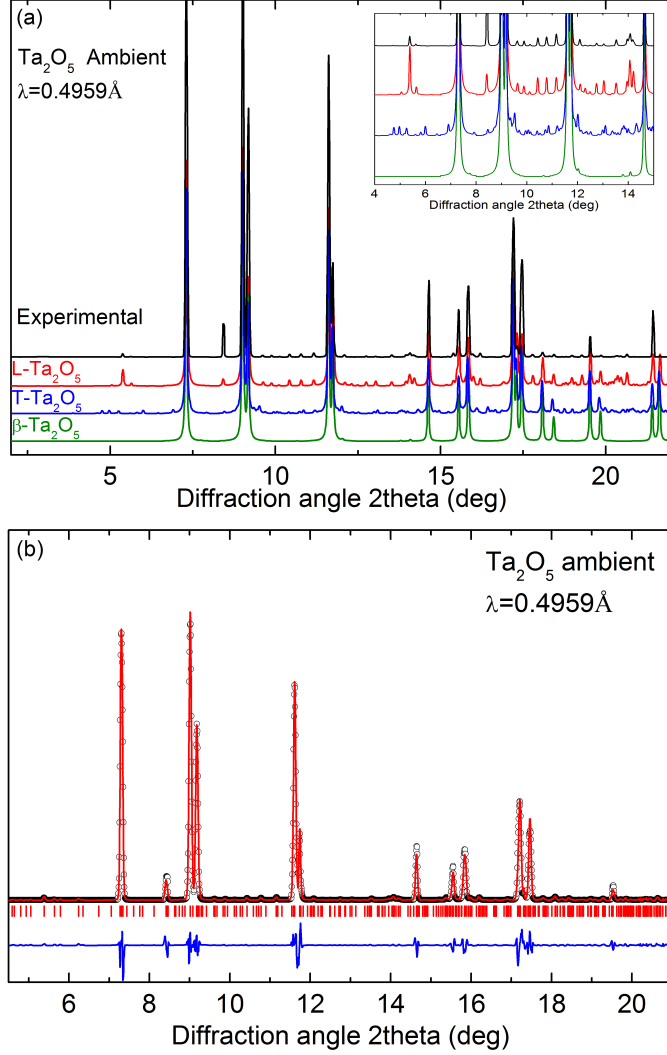 (a)
Ta₂O₅ Ambient
λ=0.4959Å
Experimental
L-Ta₂O₅
T-Ta₂O₅
β-Ta₂O₅
4 6 8 10 12 14
Diffraction angle 2theta (deg)
5 10 15 20
Diffraction angle 2theta (deg)
(b)
Ta₂O₅ ambient
λ=0.4959Å
6 8 10 12 14 16 18 20
Diffraction angle 2theta (deg)